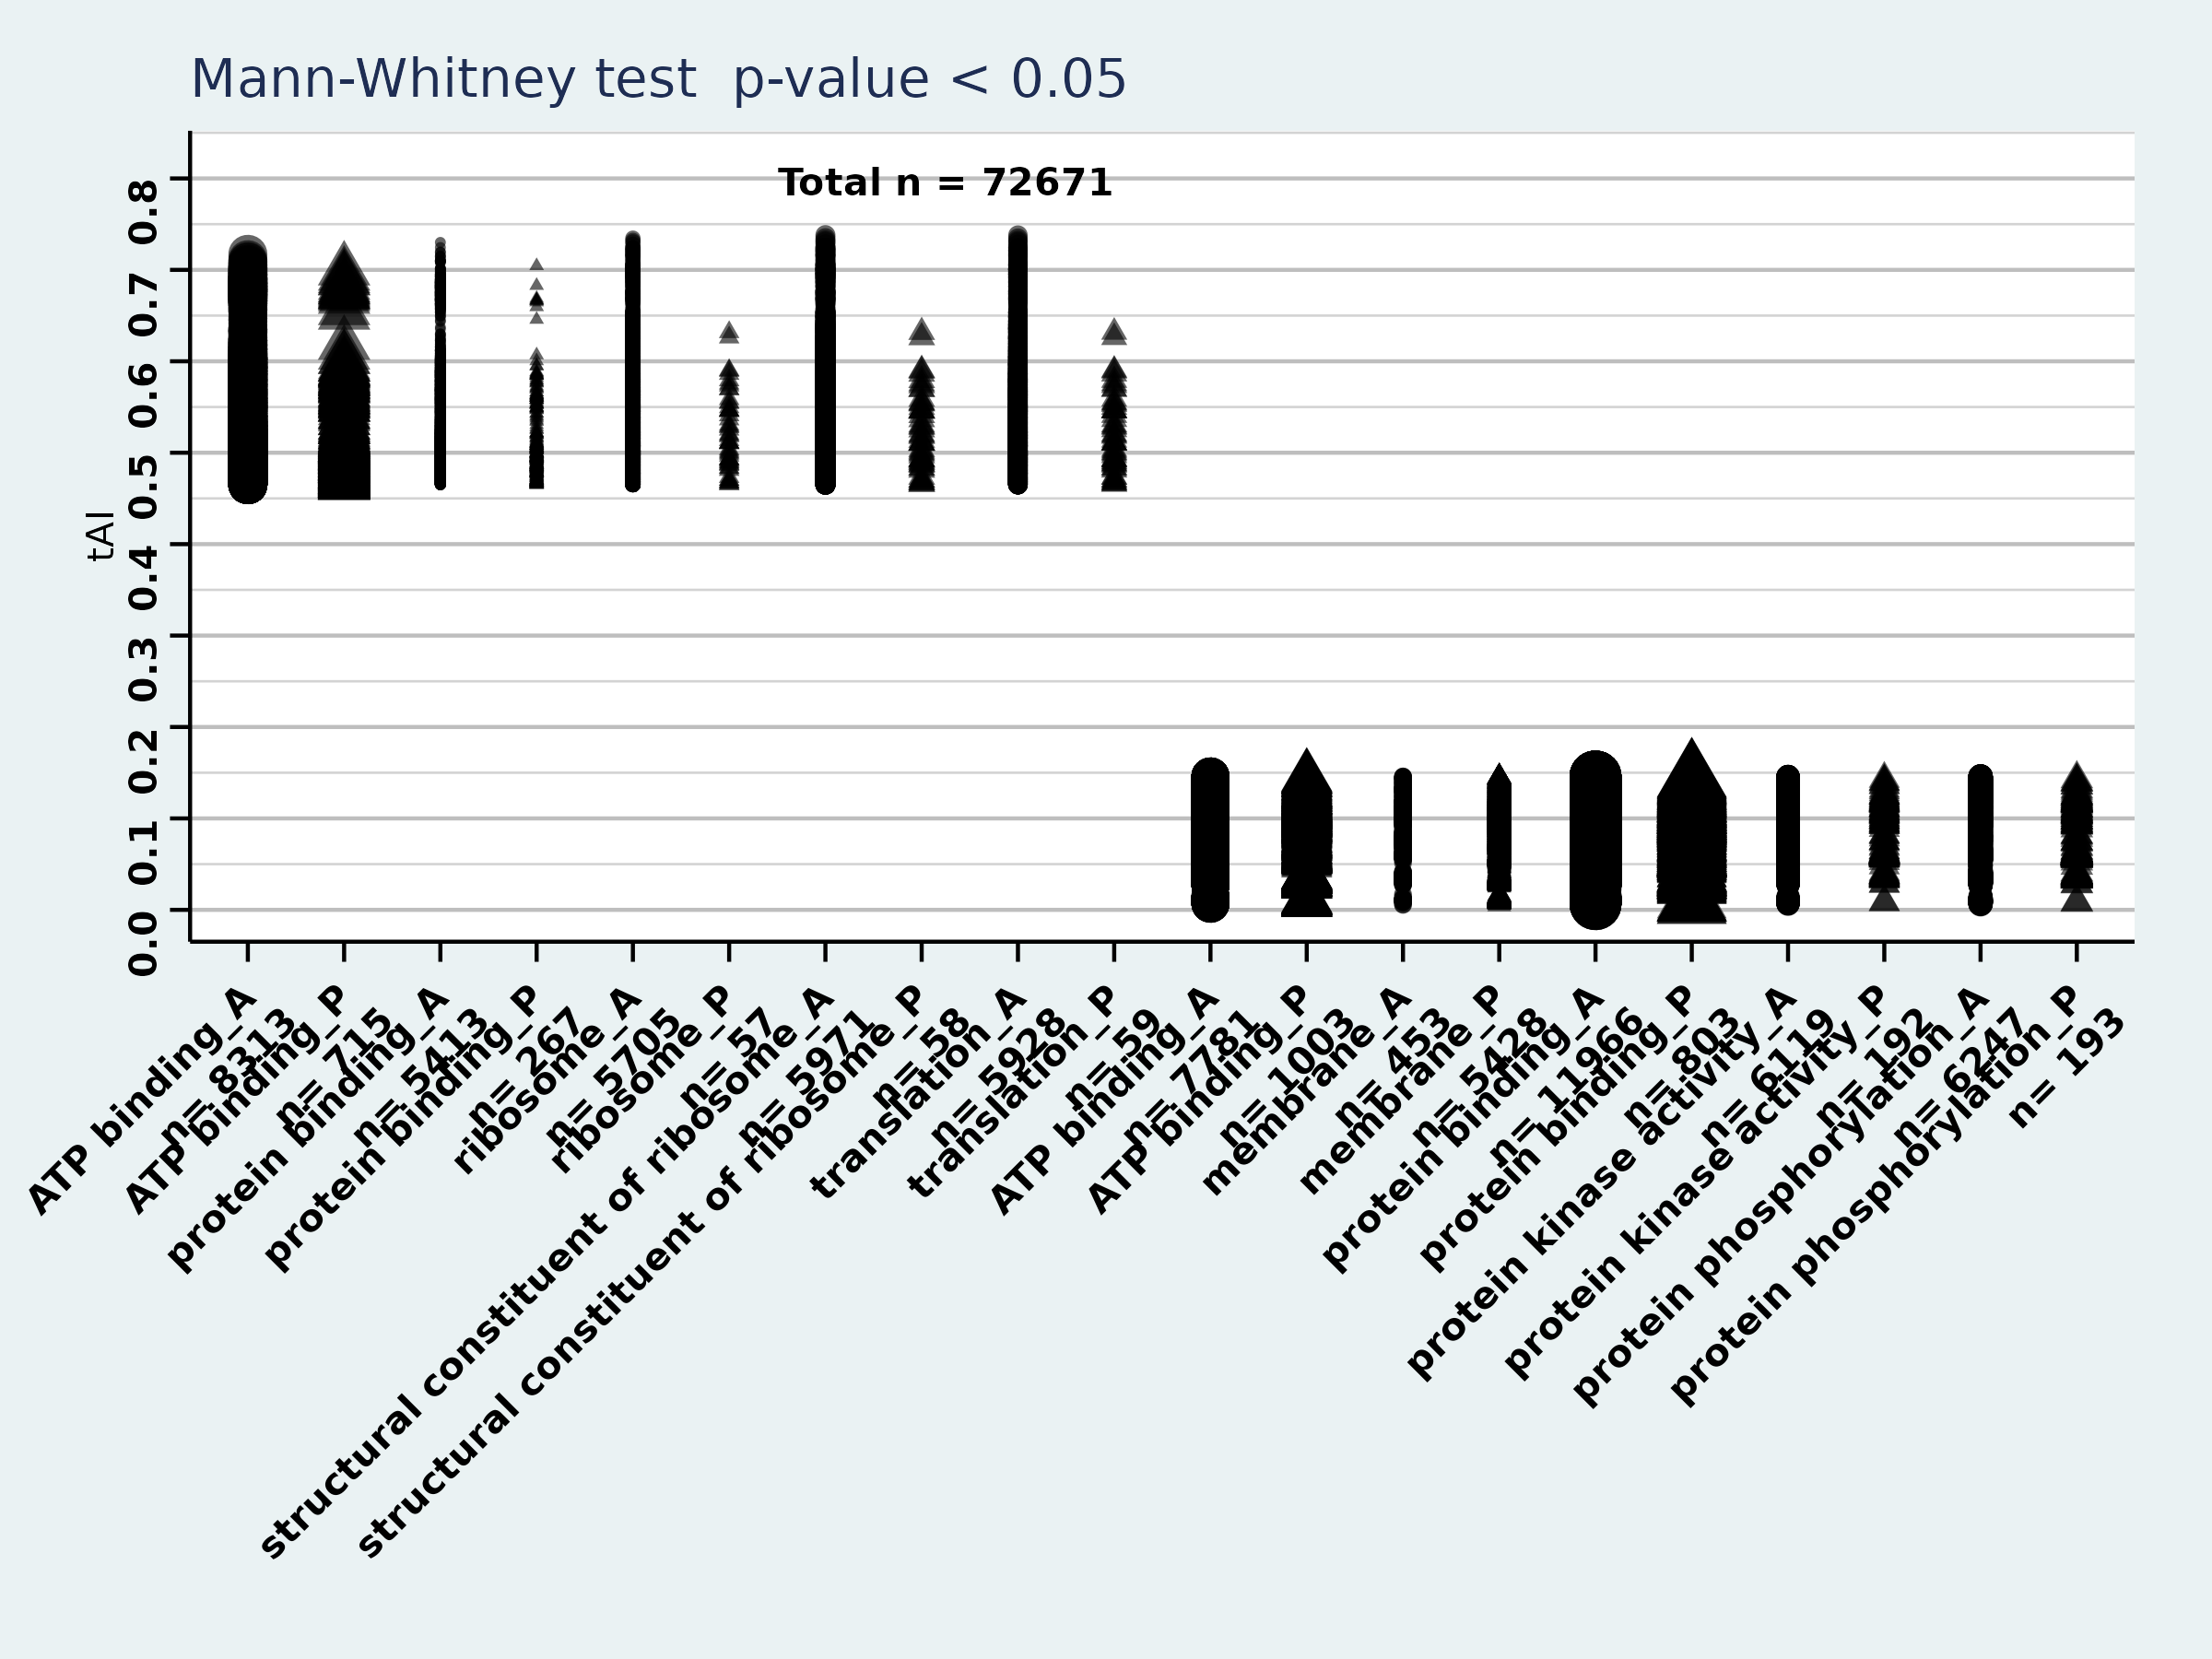 Mann-Whitney test  p-value < 0.05
Total n = 72671
tAI
0.8
0.7
0.6
0.5
0.4
0.3
0.2
0.1
0.0
ATP binding_A
n= 8313
ATP binding_P
n= 715
protein binding_A
n= 5413
protein binding_P
n= 267
ribosome_A
n= 5705
ribosome_P
n= 57
structural constituent of ribosome_A
n= 5971
structural constituent of ribosome_P
n= 58
translation_A
n= 5928
translation_P
n= 59
ATP binding_A
n= 7781
ATP binding_P
n= 1003
membrane_A
n= 453
membrane_P
n= 5428
protein binding_A
n= 11966
protein binding_P
n= 803
protein kinase activity_A
n= 6119
protein kinase activity_P
n= 192
protein phosphorylation_A
n= 6247
protein phosphorylation_P
n= 193